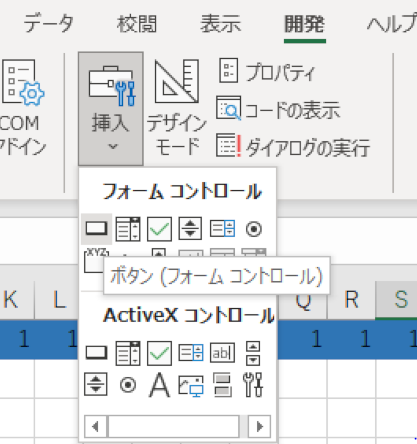 データ 校閲 表示 開発 ヘルプ
COM
アドイン
挿入
デザイン
モード
プロパティ
コードの表示
ダイアログの実行
フォーム コントロール
XYZ
ボタン (フォーム コントロール)
ActiveX コントロール
ab
K L Q R S
1 1 1 1 1